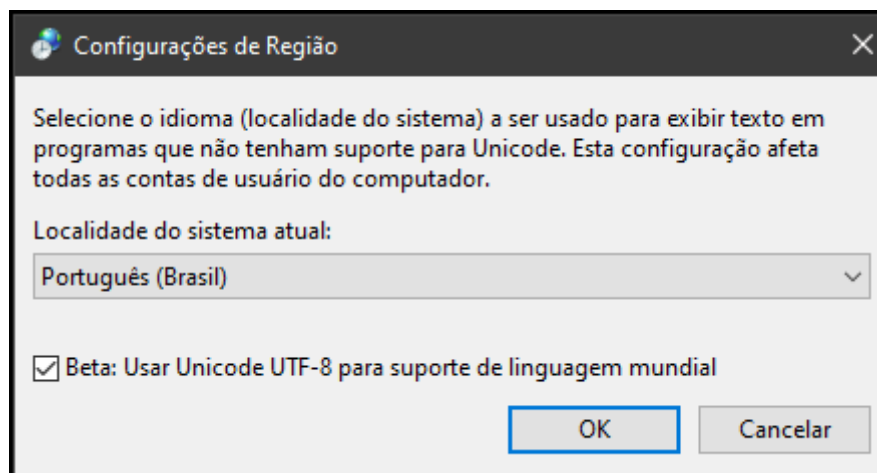 Configurações de Região
Selecione o idioma (localidade do sistema) a ser usado para exibir texto em
programas que não tenham suporte para Unicode. Esta configuração afeta
todas as contas de usuário do computador.
Localidade do sistema atual:
Português (Brasil)
Beta: Usar Unicode UTF-8 para suporte de linguagem mundial
OK
Cancelar